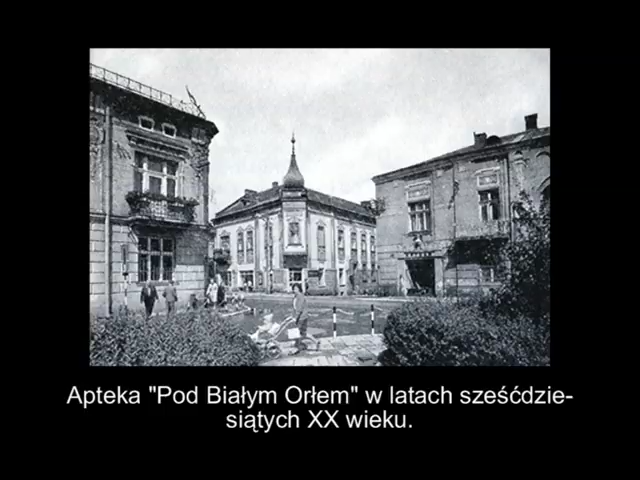 Apteka "Pod Białym Orłem" w latach sześćdzie-
siątych XX wieku.